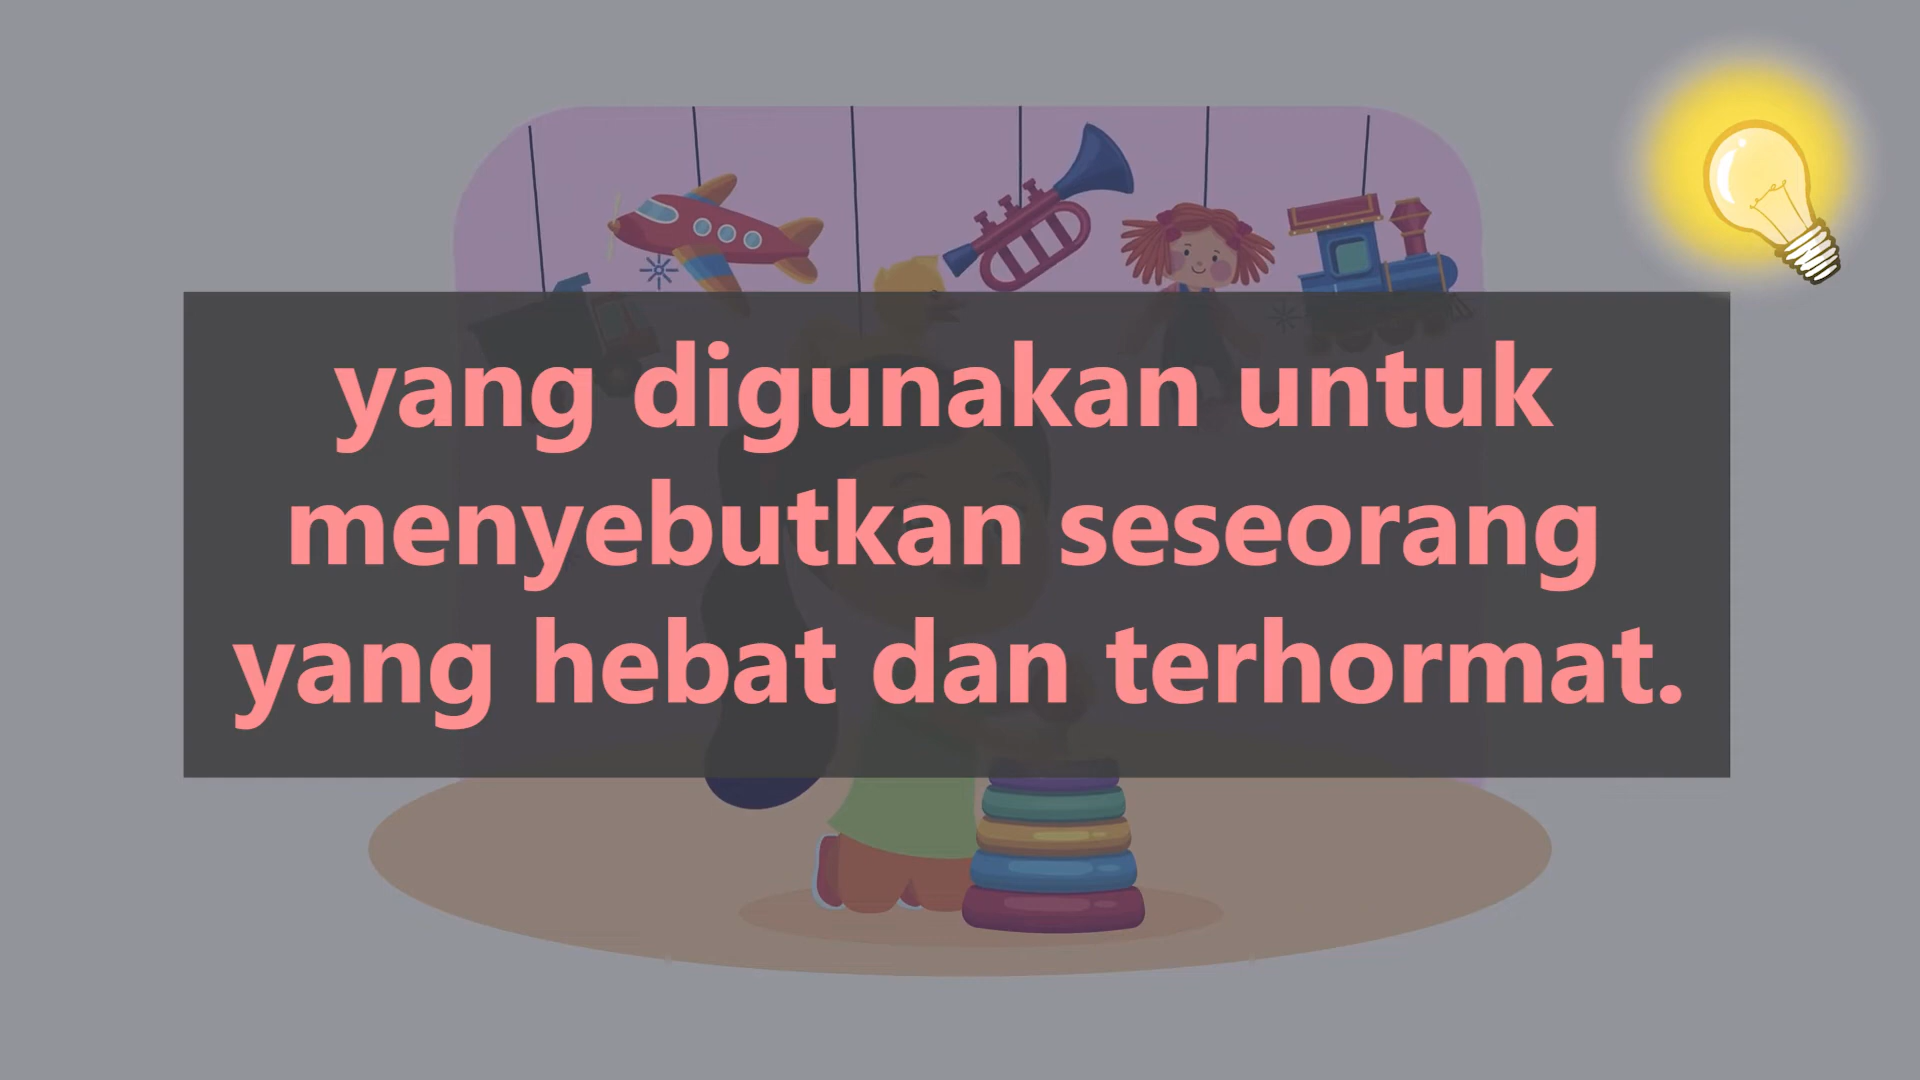 yang digunakan untuk
menyebutkan seseorang
yang hebat dan terhormat.